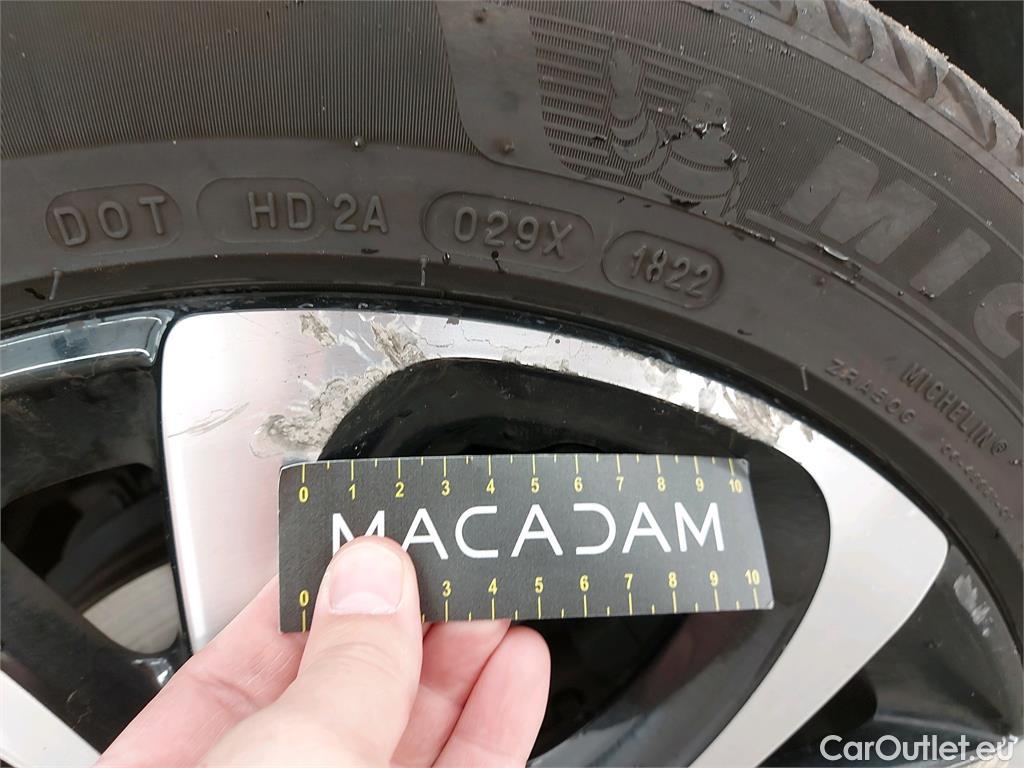 DOT HD 2A 029X 1822
MIC
ZRA50G
MICHELIN®
0 1 2 3 4 5 6 7 8 9 10
MACADAM
0 3 4 5 6 7 8 9 10
CarOutlet.eu